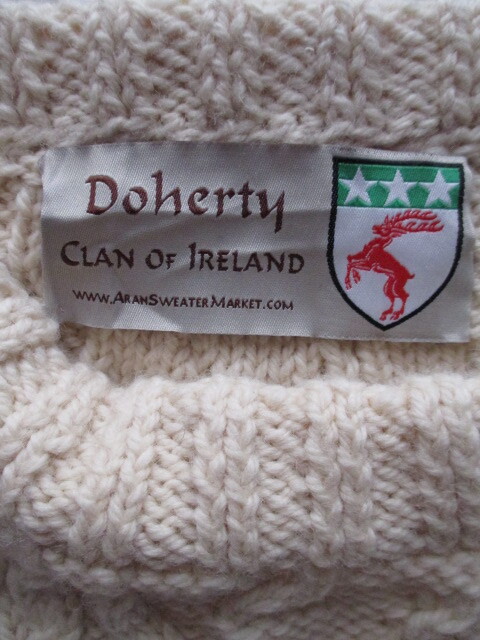 Doherty
CLAN OF IRELAND
WWW.ARANSWEATERMARKET.COM